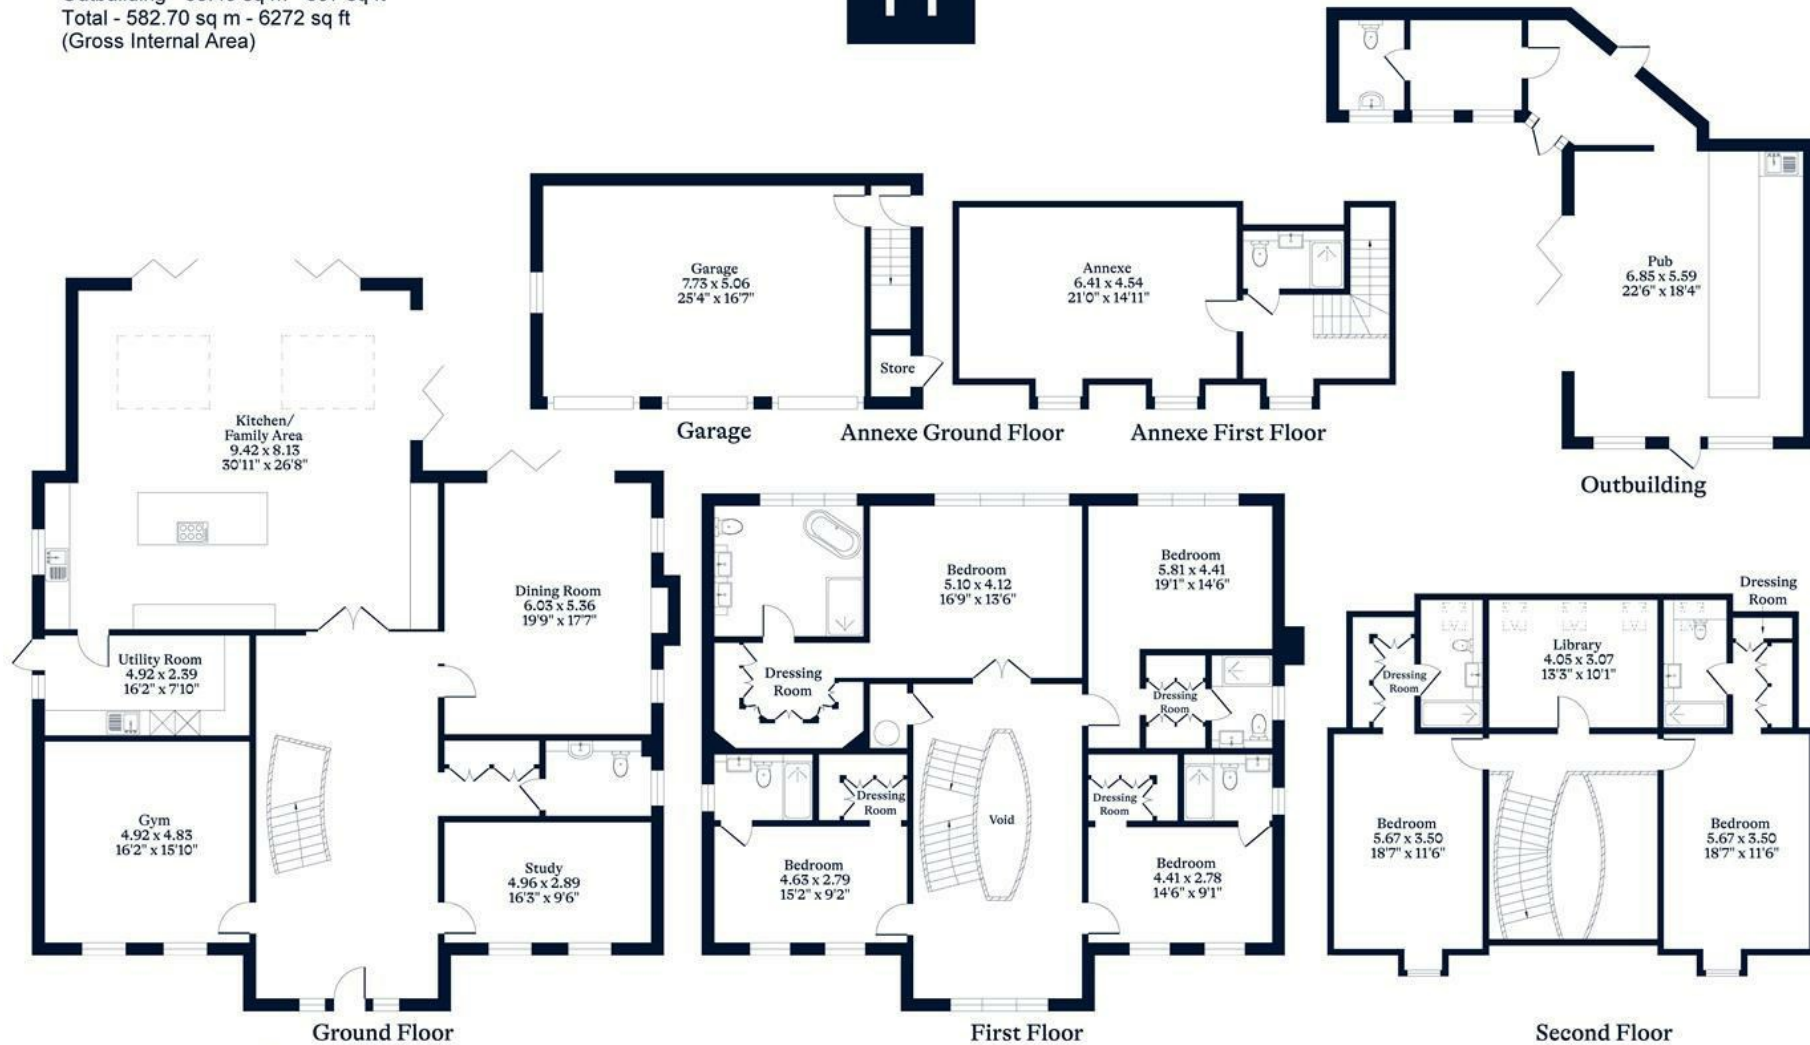 Total - 582.70 sq m - 6272 sq ft
(Gross Internal Area)
Garage
7.73 x 5.06
25'4" x 16'7"
Store
Garage
Annexe
6.41 x 4.54
21'0" x 14'11"
Annexe Ground Floor
Annexe First Floor
Pub
6.85 x 5.59
22'6" x 18'4"
Outbuilding
Kitchen/
Family Area
9.42 x 8.13
30'11" x 26'8"
Dining Room
6.03 x 5.36
19'9" x 17'7"
Utility Room
4.92 x 2.39
16'2" x 7'10"
Gym
4.92 x 4.83
16'2" x 15'10"
Study
4.96 x 2.89
16'3" x 9'6"
Ground Floor
Bedroom
5.10 x 4.12
16'9" x 13'6"
Bedroom
5.81 x 4.41
19'1" x 14'6"
Dressing
Room
Dressing
Room
Dressing
Room
Dressing
Room
Void
Bedroom
4.63 x 2.79
15'2" x 9'2"
Bedroom
4.41 x 2.78
14'6" x 9'1"
First Floor
Dressing
Room
Library
4.05 x 3.07
13'3" x 10'1"
Dressing
Room
Bedroom
5.67 x 3.50
18'7" x 11'6"
Bedroom
5.67 x 3.50
18'7" x 11'6"
Second Floor